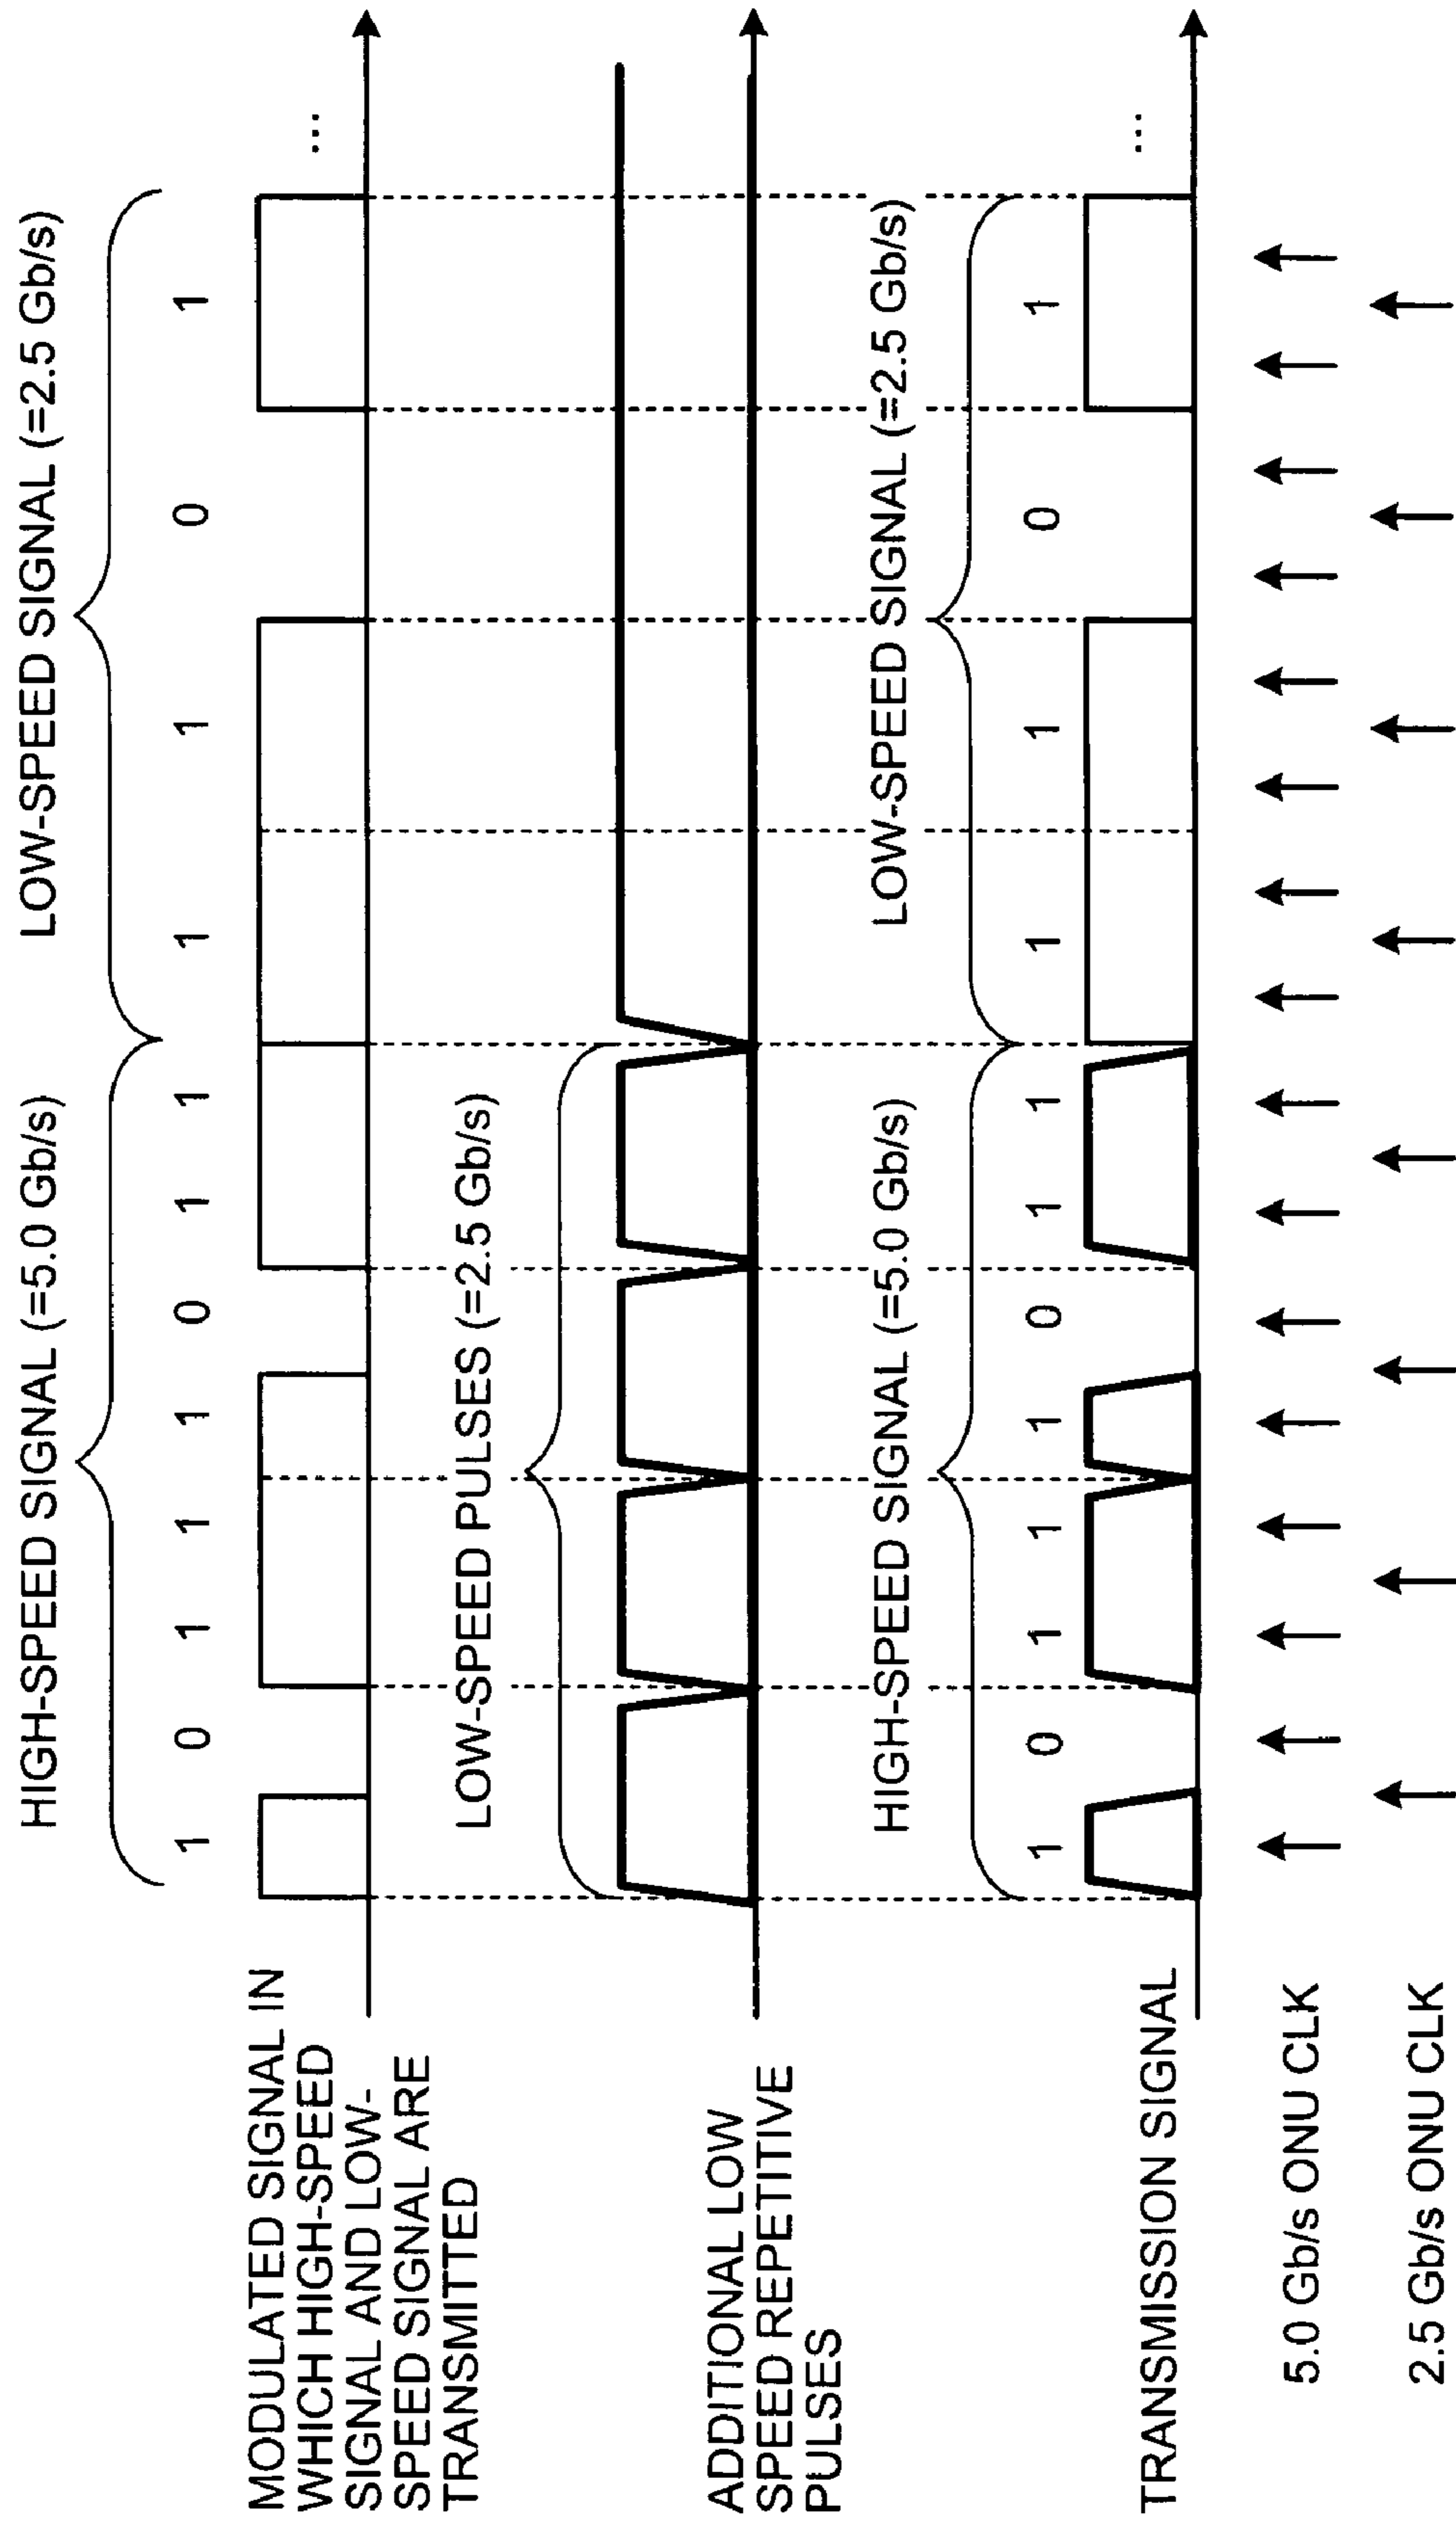 HIGH-SPEED SIGNAL (=5.0 Gb/s)
LOW-SPEED SIGNAL (=2.5 Gb/s)
1 0 1 1 1 0 1 1 1 1 0 1
MODULATED SIGNAL IN
WHICH HIGH-SPEED
SIGNAL AND LOW-
SPEED SIGNAL ARE
TRANSMITTED
...
LOW-SPEED PULSES (=2.5 Gb/s)
ADDITIONAL LOW
SPEED REPETITIVE
PULSES
HIGH-SPEED SIGNAL (=5.0 Gb/s)
LOW-SPEED SIGNAL (=2.5 Gb/s)
1 0 1 1 1 0 1 1 1 1 0 1
TRANSMISSION SIGNAL
...
5.0 Gb/s ONU CLK
2.5 Gb/s ONU CLK